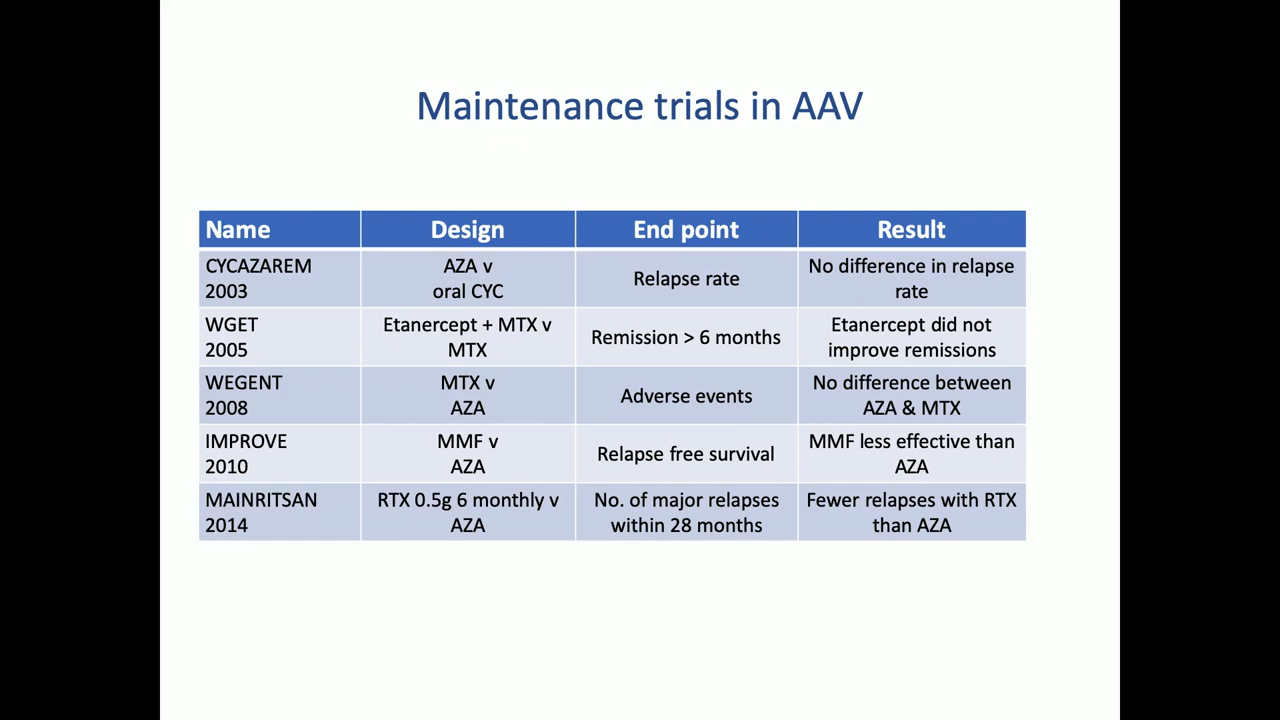 Maintenance trials in AAV
Name Design End point Result
CYCAZAREM
2003
AZA v
oral CYC
Relapse rate
No difference in relapse
rate
WGET
2005
Etanercept + MTX v
MTX
Remission > 6 months
Etanercept did not
improve remissions
WEGENT
2008
MTX v
AZA
Adverse events
No difference between
AZA & MTX
IMPROVE
2010
MMF v
AZA
Relapse free survival
MMF less effective than
AZA
MAINRITSAN
2014
RTX 0.5g 6 monthly v
AZA
No. of major relapses
within 28 months
Fewer relapses with RTX
than AZA